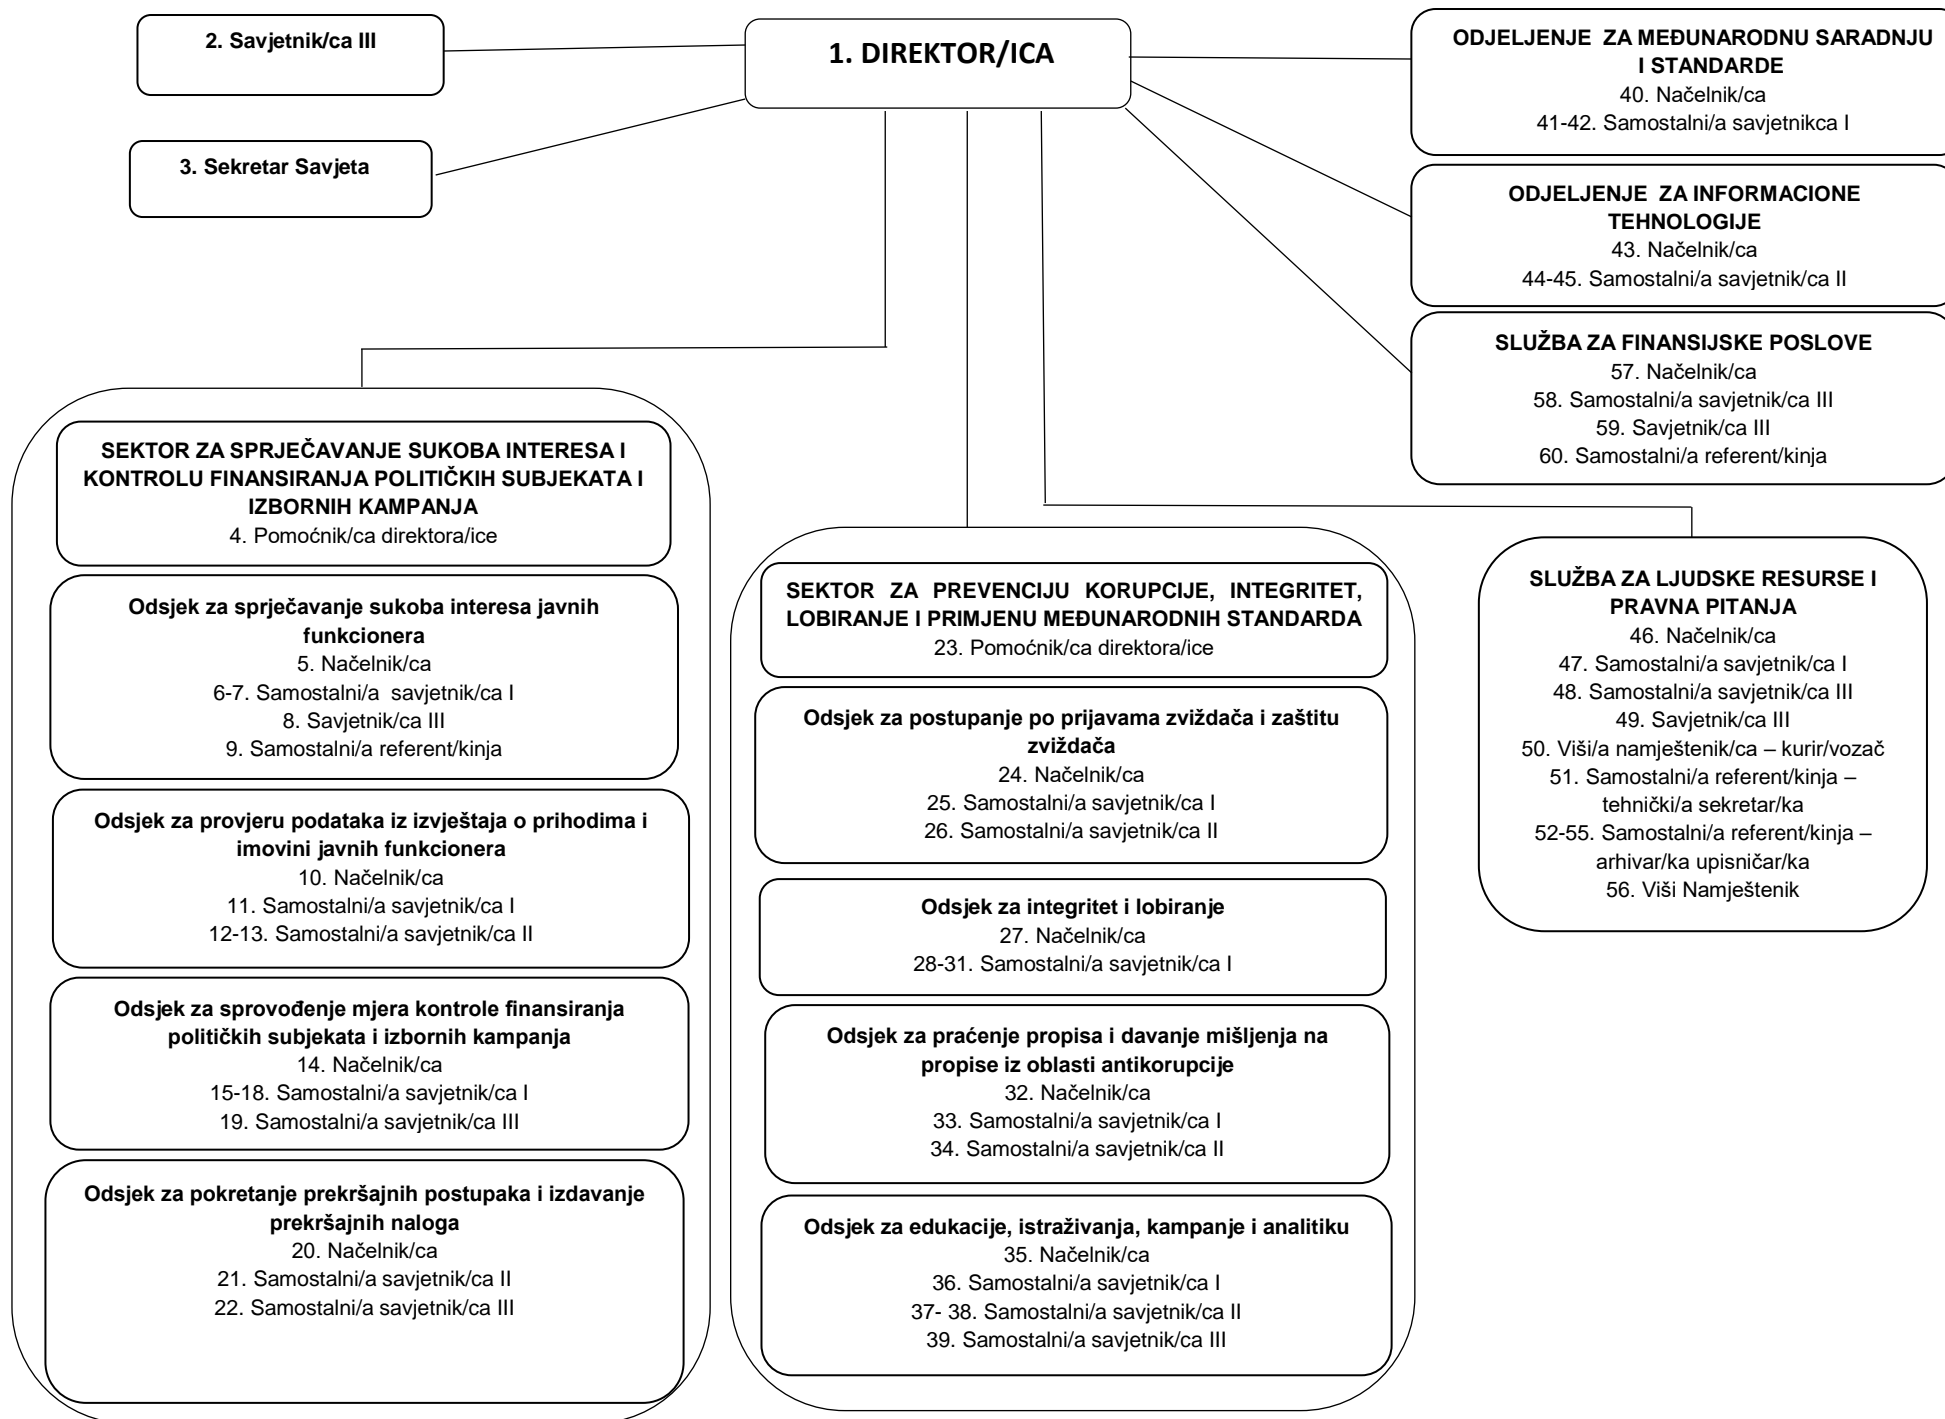 1. DIREKTOR/ICA
2. Savjetnik/ca III
3. Sekretar Savjeta
SEKTOR ZA SPRJEČAVANJE SUKOBA INTERESA I
KONTROLU FINANSIRANJA POLITIČKIH SUBJEKATA I
IZBORNIH KAMPANJA
4. Pomoćnik/ca direktora/ice
Odsjek za sprječavanje sukoba interesa javnih
funkcionera
5. Načelnik/ca
6-7. Samostalni/a savjetnik/ca I
8. Savjetnik/ca III
9. Samostalni/a referent/kinja
Odsjek za provjeru podataka iz izvještaja o prihodima i
imovini javnih funkcionera
10. Načelnik/ca
11. Samostalni/a savjetnik/ca I
12-13. Samostalni/a savjetnik/ca II
Odsjek za sprovođenje mjera kontrole finansiranja
političkih subjekata i izbornih kampanja
14. Načelnik/ca
15-18. Samostalni/a savjetnik/ca I
19. Samostalni/a savjetnik/ca III
Odsjek za pokretanje prekršajnih postupaka i izdavanje
prekršajnih naloga
20. Načelnik/ca
21. Samostalni/a savjetnik/ca II
22. Samostalni/a savjetnik/ca III
SEKTOR ZA PREVENCIJU KORUPCIJE, INTEGRITET,
LOBIRANJE I PRIMJENU MEĐUNARODNIH STANDARDA
23. Pomoćnik/ca direktora/ice
Odsjek za postupanje po prijavama zviždača i zaštitu
zviždača
24. Načelnik/ca
25. Samostalni/a savjetnik/ca I
26. Samostalni/a savjetnik/ca II
Odsjek za integritet i lobiranje
27. Načelnik/ca
28-31. Samostalni/a savjetnik/ca I
Odsjek za praćenje propisa i davanje mišljenja na
propise iz oblasti antikorupcije
32. Načelnik/ca
33. Samostalni/a savjetnik/ca I
34. Samostalni/a savjetnik/ca II
Odsjek za edukacije, istraživanja, kampanje i analitiku
35. Načelnik/ca
36. Samostalni/a savjetnik/ca I
37- 38. Samostalni/a savjetnik/ca II
39. Samostalni/a savjetnik/ca III
ODJELJENJE ZA MEĐUNARODNU SARADNJU
I STANDARDE
40. Načelnik/ca
41-42. Samostalni/a savjetnikca I
ODJELJENJE ZA INFORMACIONE
TEHNOLOGIJE
43. Načelnik/ca
44-45. Samostalni/a savjetnik/ca II
SLUŽBA ZA FINANSIJSKE POSLOVE
57. Načelnik/ca
58. Samostalni/a savjetnik/ca III
59. Savjetnik/ca III
60. Samostalni/a referent/kinja
SLUŽBA ZA LJUDSKE RESURSE I
PRAVNA PITANJA
46. Načelnik/ca
47. Samostalni/a savjetnik/ca I
48. Samostalni/a savjetnik/ca III
49. Savjetnik/ca III
50. Viši/a namještenik/ca – kurir/vozač
51. Samostalni/a referent/kinja –
tehnički/a sekretar/ka
52-55. Samostalni/a referent/kinja –
arhivar/ka upisničar/ka
56. Viši Namještenik